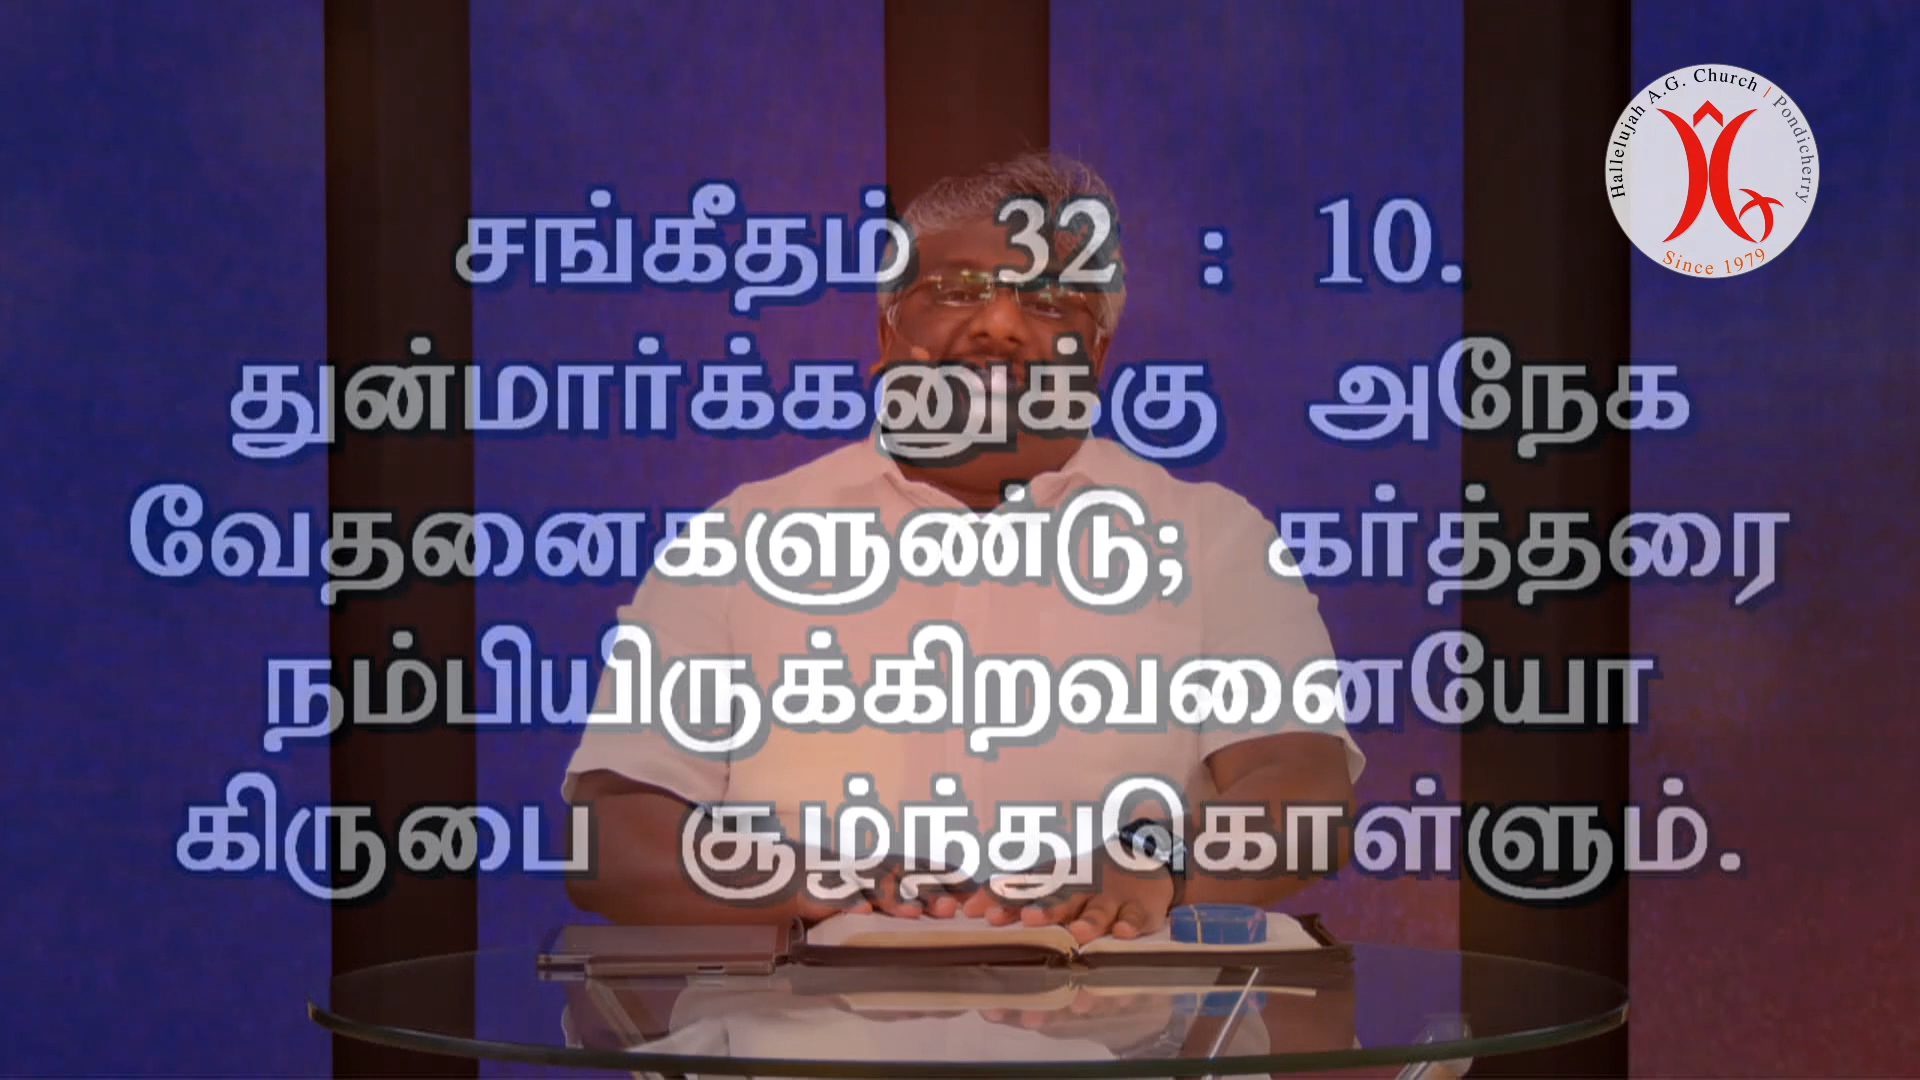 சங்கீதம் 32 : 10.
துன்மார்க்கனுக்கு அநேக
வேதனைகளுண்டு; கர்த்தரை
நம்பியிருக்கிறவனையோ
கிருபை சூழ்ந்துகொள்ளும்.
Hallelujah A.G. Church | Pondicherry
Since 1979